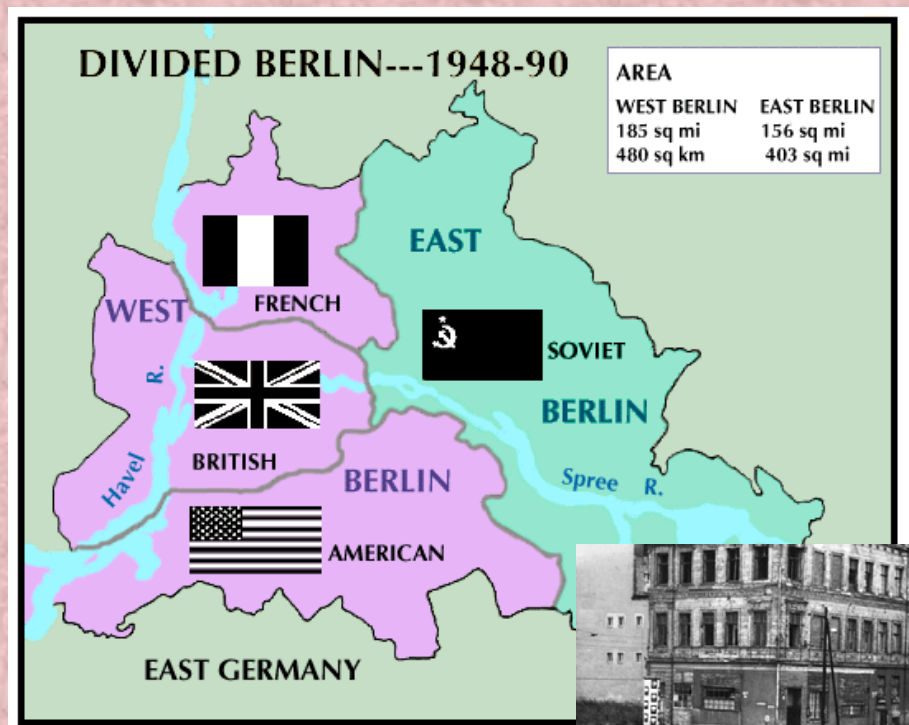 DIVIDED BERLIN---1948-90
AREA
WEST BERLIN EAST BERLIN
185 sq mi 156 sq mi
480 sq km 403 sq mi
EAST
WEST
FRENCH
SOVIET
R.
BERLIN
BRITISH
BERLIN
Havel
Spree R.
AMERICAN
EAST GERMANY